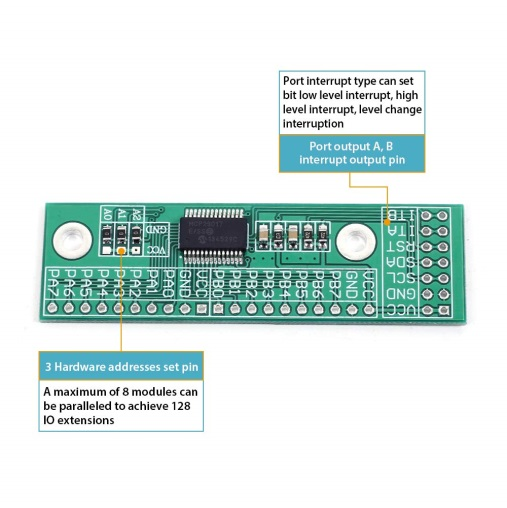 Port interrupt type can set
bit low level interrupt, high
level interrupt, level change
interruption
Port output A, B
interrupt output pin
A0
A1
A2
GND
VCC
ITB
ITA
RST
SDA
SCL
GND
VCC
PA7
PA6
PA5
PA4
PA3
PA2
PA1
PA0
GND
VCC
PB0
PB1
PB2
PB3
PB4
PB5
PB6
PB7
GND
VCC
3 Hardware addresses set pin
A maximum of 8 modules can
be paralleled to achieve 128
IO extensions